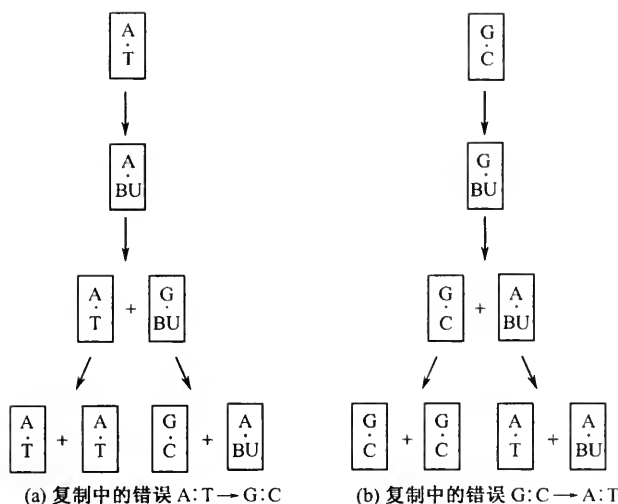 A G
· ·
T C
A G
· ·
BU BU
A G G A
· + · · + ·
T BU C BU
A A G A G G A A
· + · · + · · + · · + ·
T T C BU C C T BU
(a) 复制中的错误 A:T→G:C (b) 复制中的错误 G:C→A:T